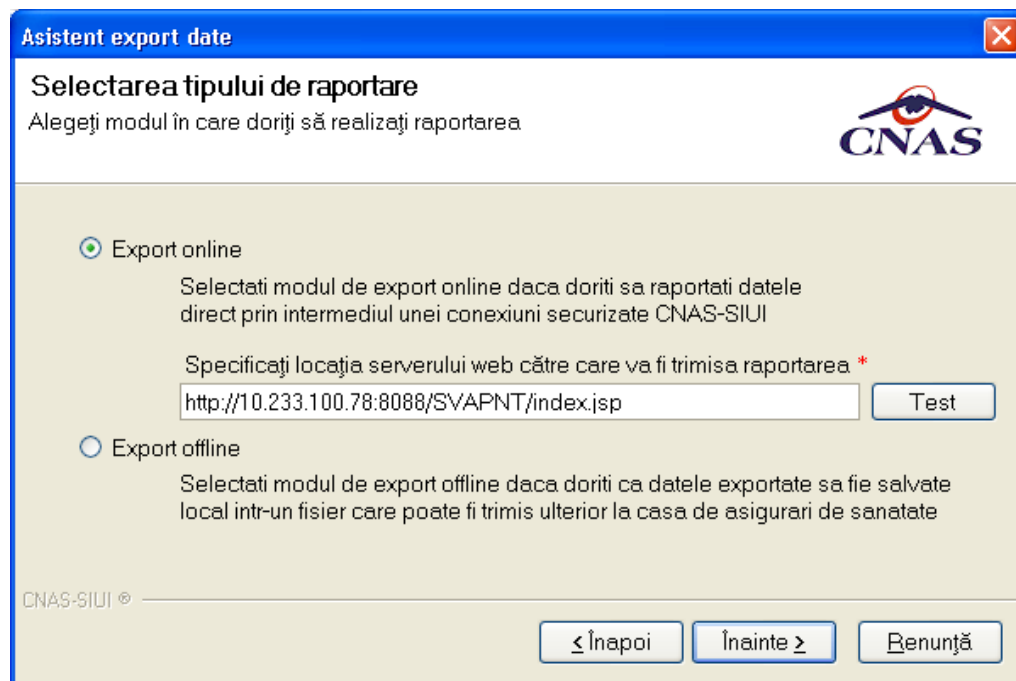 Asistent export date
Selectarea tipului de raportare
Alegeţi modul în care doriţi să realizaţi raportarea
CNAS
Export online
Selectati modul de export online daca doriti sa raportati datele
direct prin intermediul unei conexiuni securizate CNAS-SIUI
Specificaţi locaţia serverului web către care va fi trimisa raportarea *
http://10.233.100.78:8088/SVAPNT/index.jsp
Test
Export offline
Selectati modul de export offline daca doriti ca datele exportate sa fie salvate
local intr-un fisier care poate fi trimis ulterior la casa de asigurari de sanatate
CNAS-SIUI ®
< Înapoi
Înainte >
Renunţă